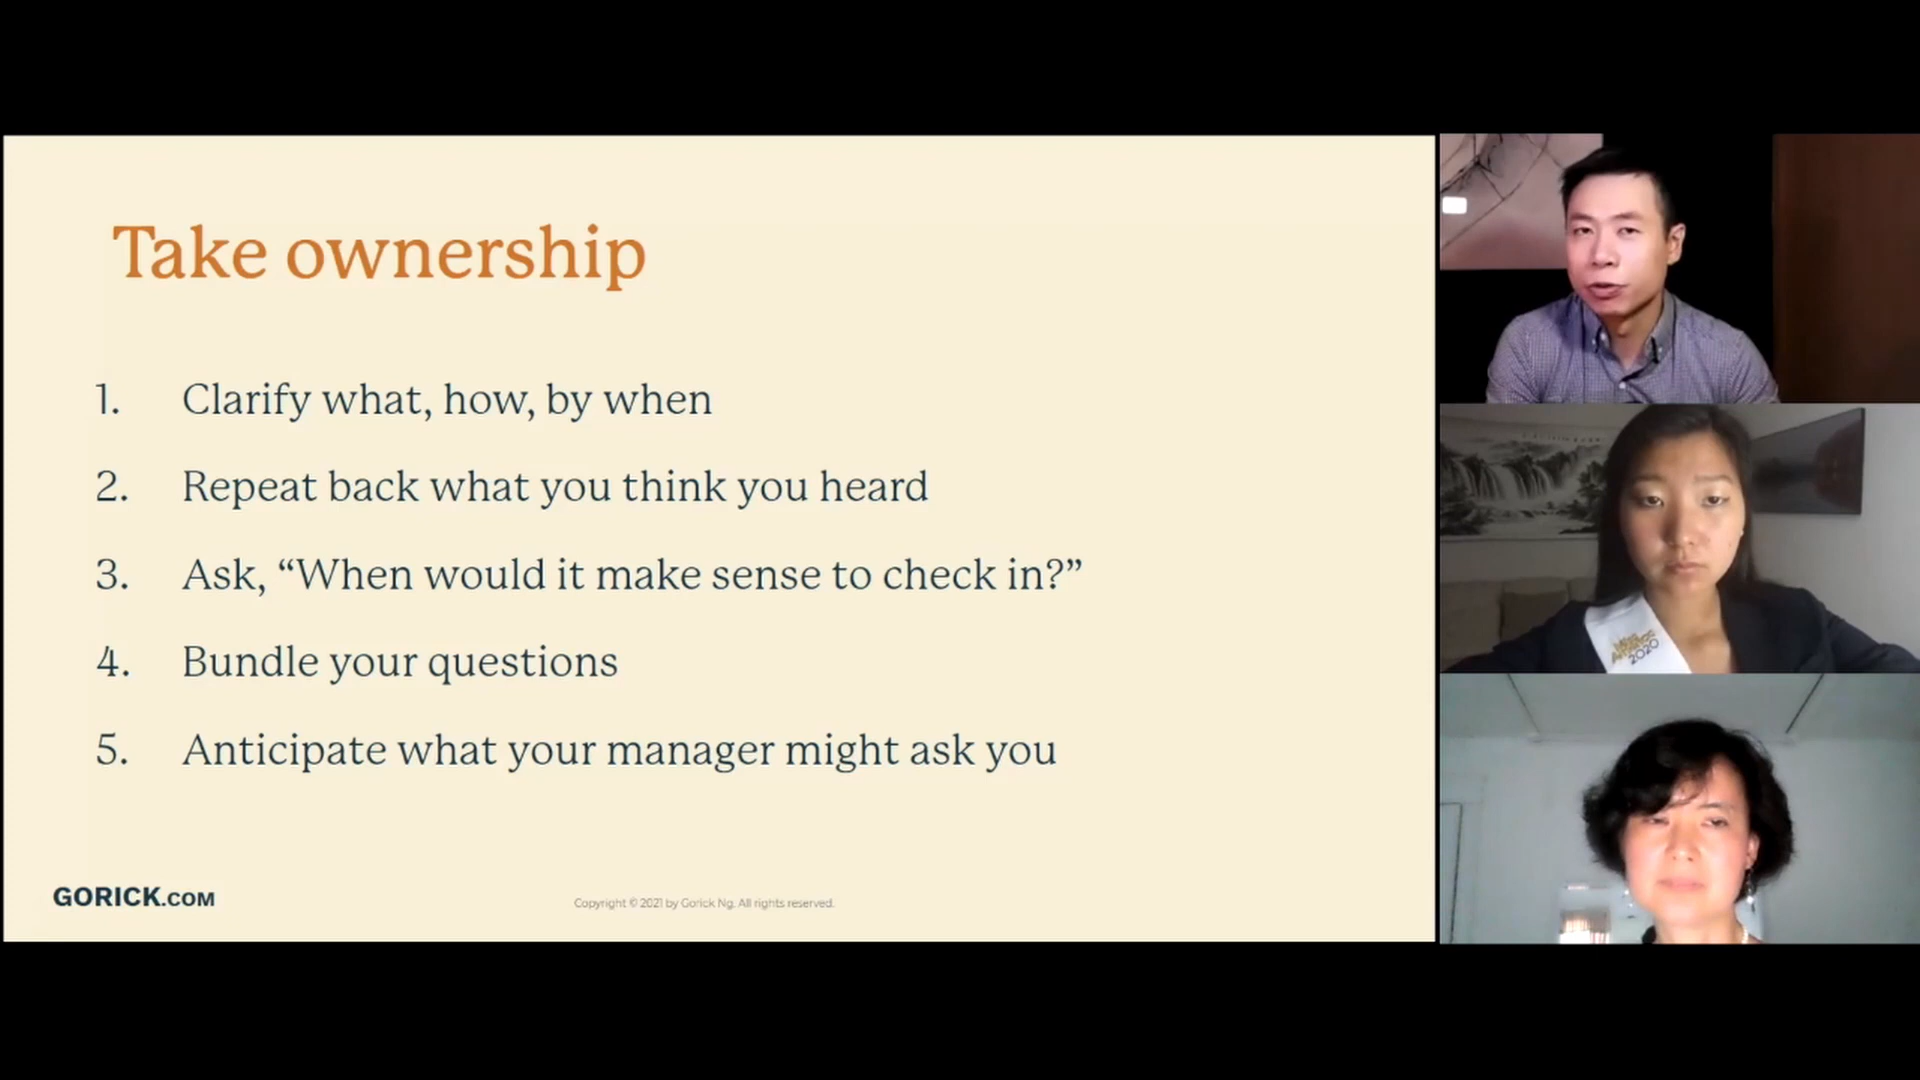 Take ownership
1. Clarify what, how, by when
2. Repeat back what you think you heard
3. Ask, “When would it make sense to check in?”
4. Bundle your questions
5. Anticipate what your manager might ask you
GORICK.COM
Copyright © 2021 by Gorick Ng. All rights reserved.
2020